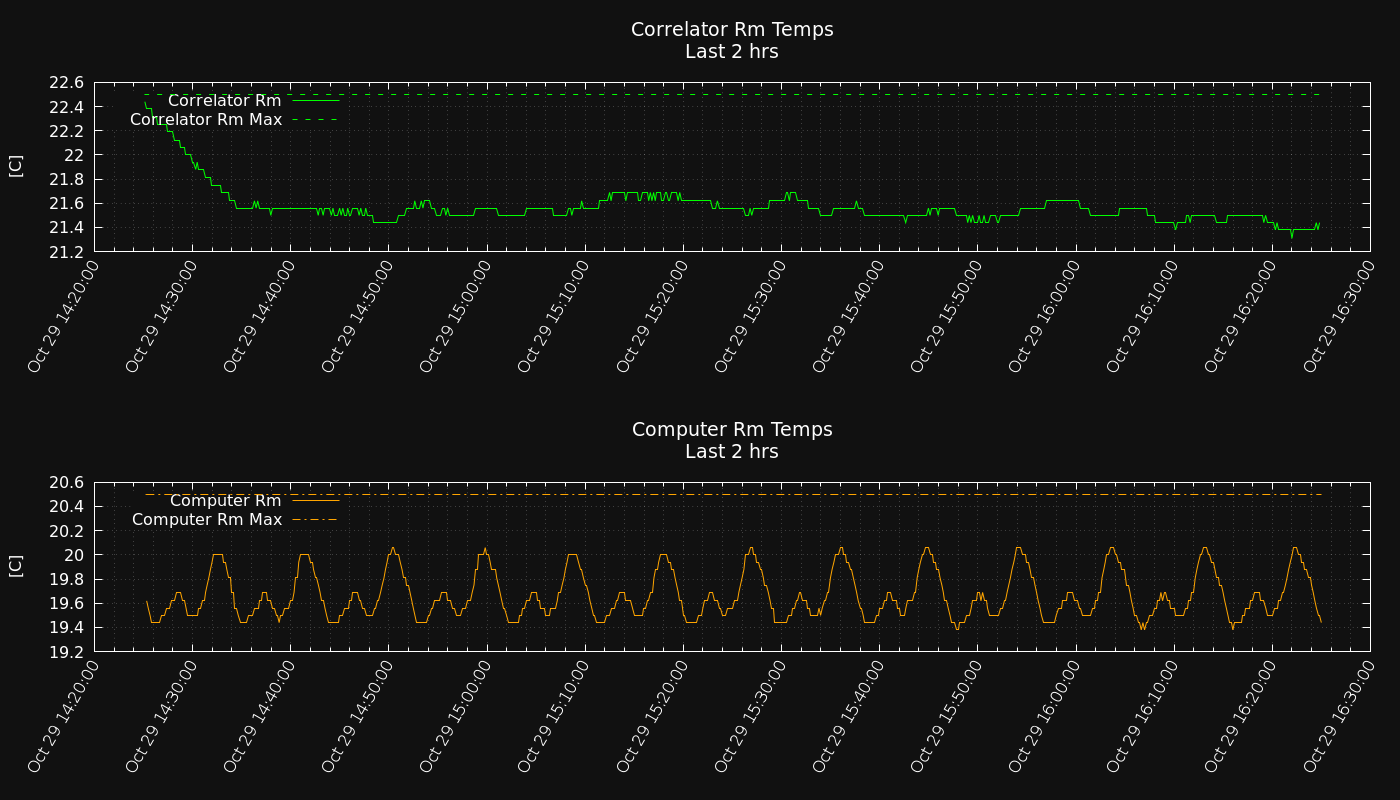 Correlator Rm Temps
Last 2 hrs
22.6
22.4
22.2
22
21.8
21.6
21.4
21.2
[C]
Correlator Rm
Correlator Rm Max
Oct 29 14:20:00
Oct 29 14:30:00
Oct 29 14:40:00
Oct 29 14:50:00
Oct 29 15:00:00
Oct 29 15:10:00
Oct 29 15:20:00
Oct 29 15:30:00
Oct 29 15:40:00
Oct 29 15:50:00
Oct 29 16:00:00
Oct 29 16:10:00
Oct 29 16:20:00
Oct 29 16:30:00
Computer Rm Temps
Last 2 hrs
20.6
20.4
20.2
20
19.8
19.6
19.4
19.2
[C]
Computer Rm
Computer Rm Max
Oct 29 14:20:00
Oct 29 14:30:00
Oct 29 14:40:00
Oct 29 14:50:00
Oct 29 15:00:00
Oct 29 15:10:00
Oct 29 15:20:00
Oct 29 15:30:00
Oct 29 15:40:00
Oct 29 15:50:00
Oct 29 16:00:00
Oct 29 16:10:00
Oct 29 16:20:00
Oct 29 16:30:00